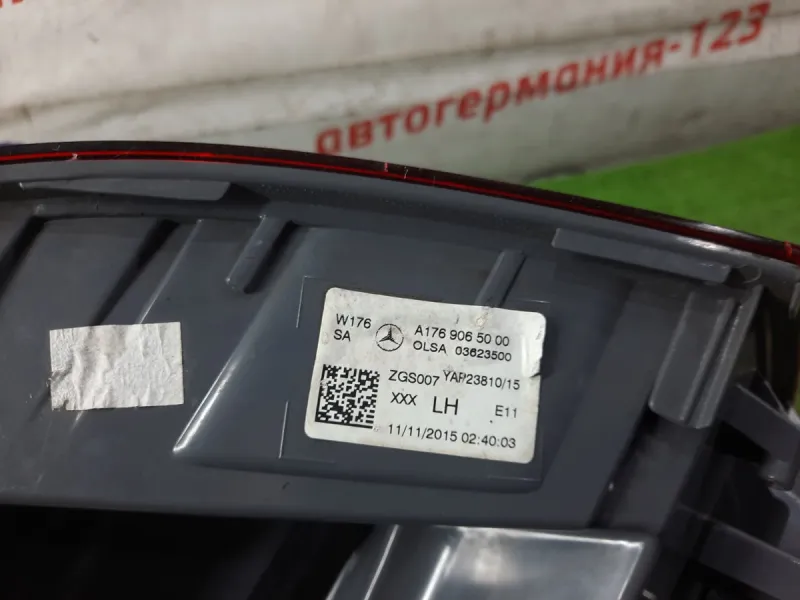 автогермания-123
W176
SA
A176 906 50 00
OLSA 03623500
ZGS007 YAP23810/15
XXX LH E11
11/11/2015 02:40:03